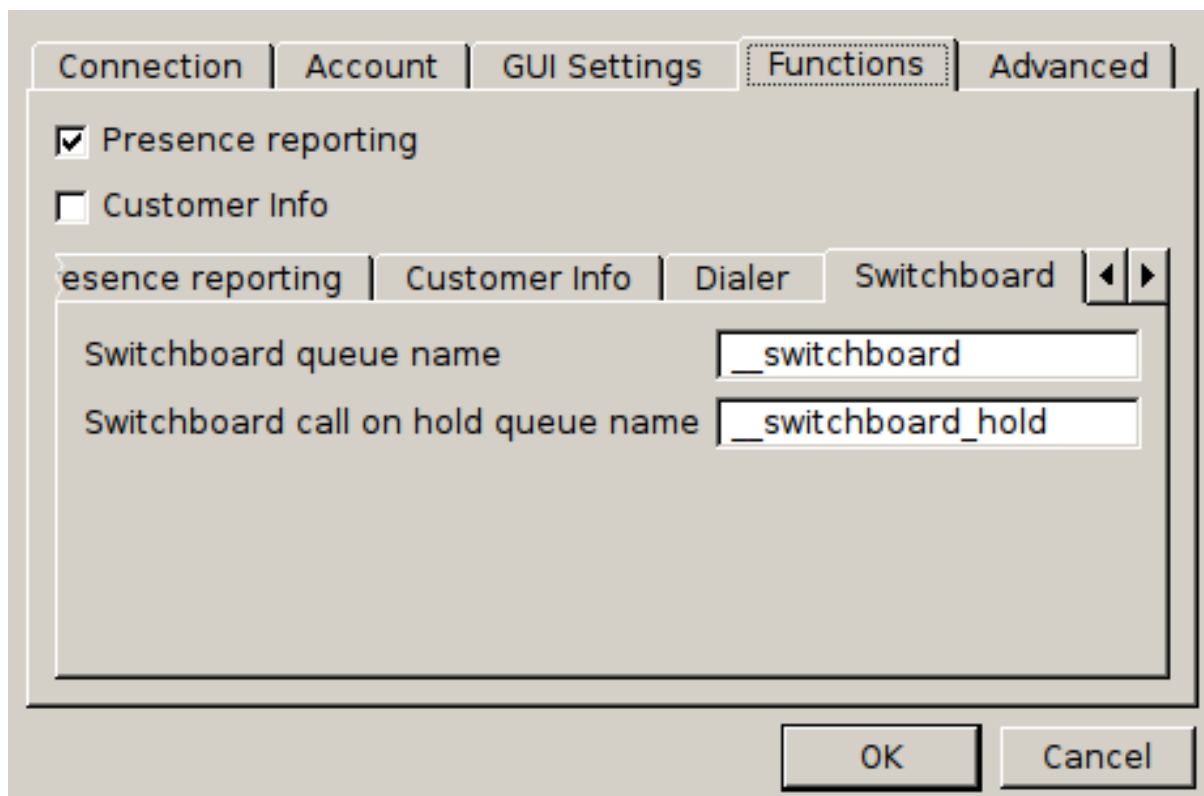 Connection Account GUI Settings Functions Advanced
Presence reporting
Customer Info
esence reporting Customer Info Dialer Switchboard
Switchboard queue name __switchboard
Switchboard call on hold queue name __switchboard_hold
OK Cancel